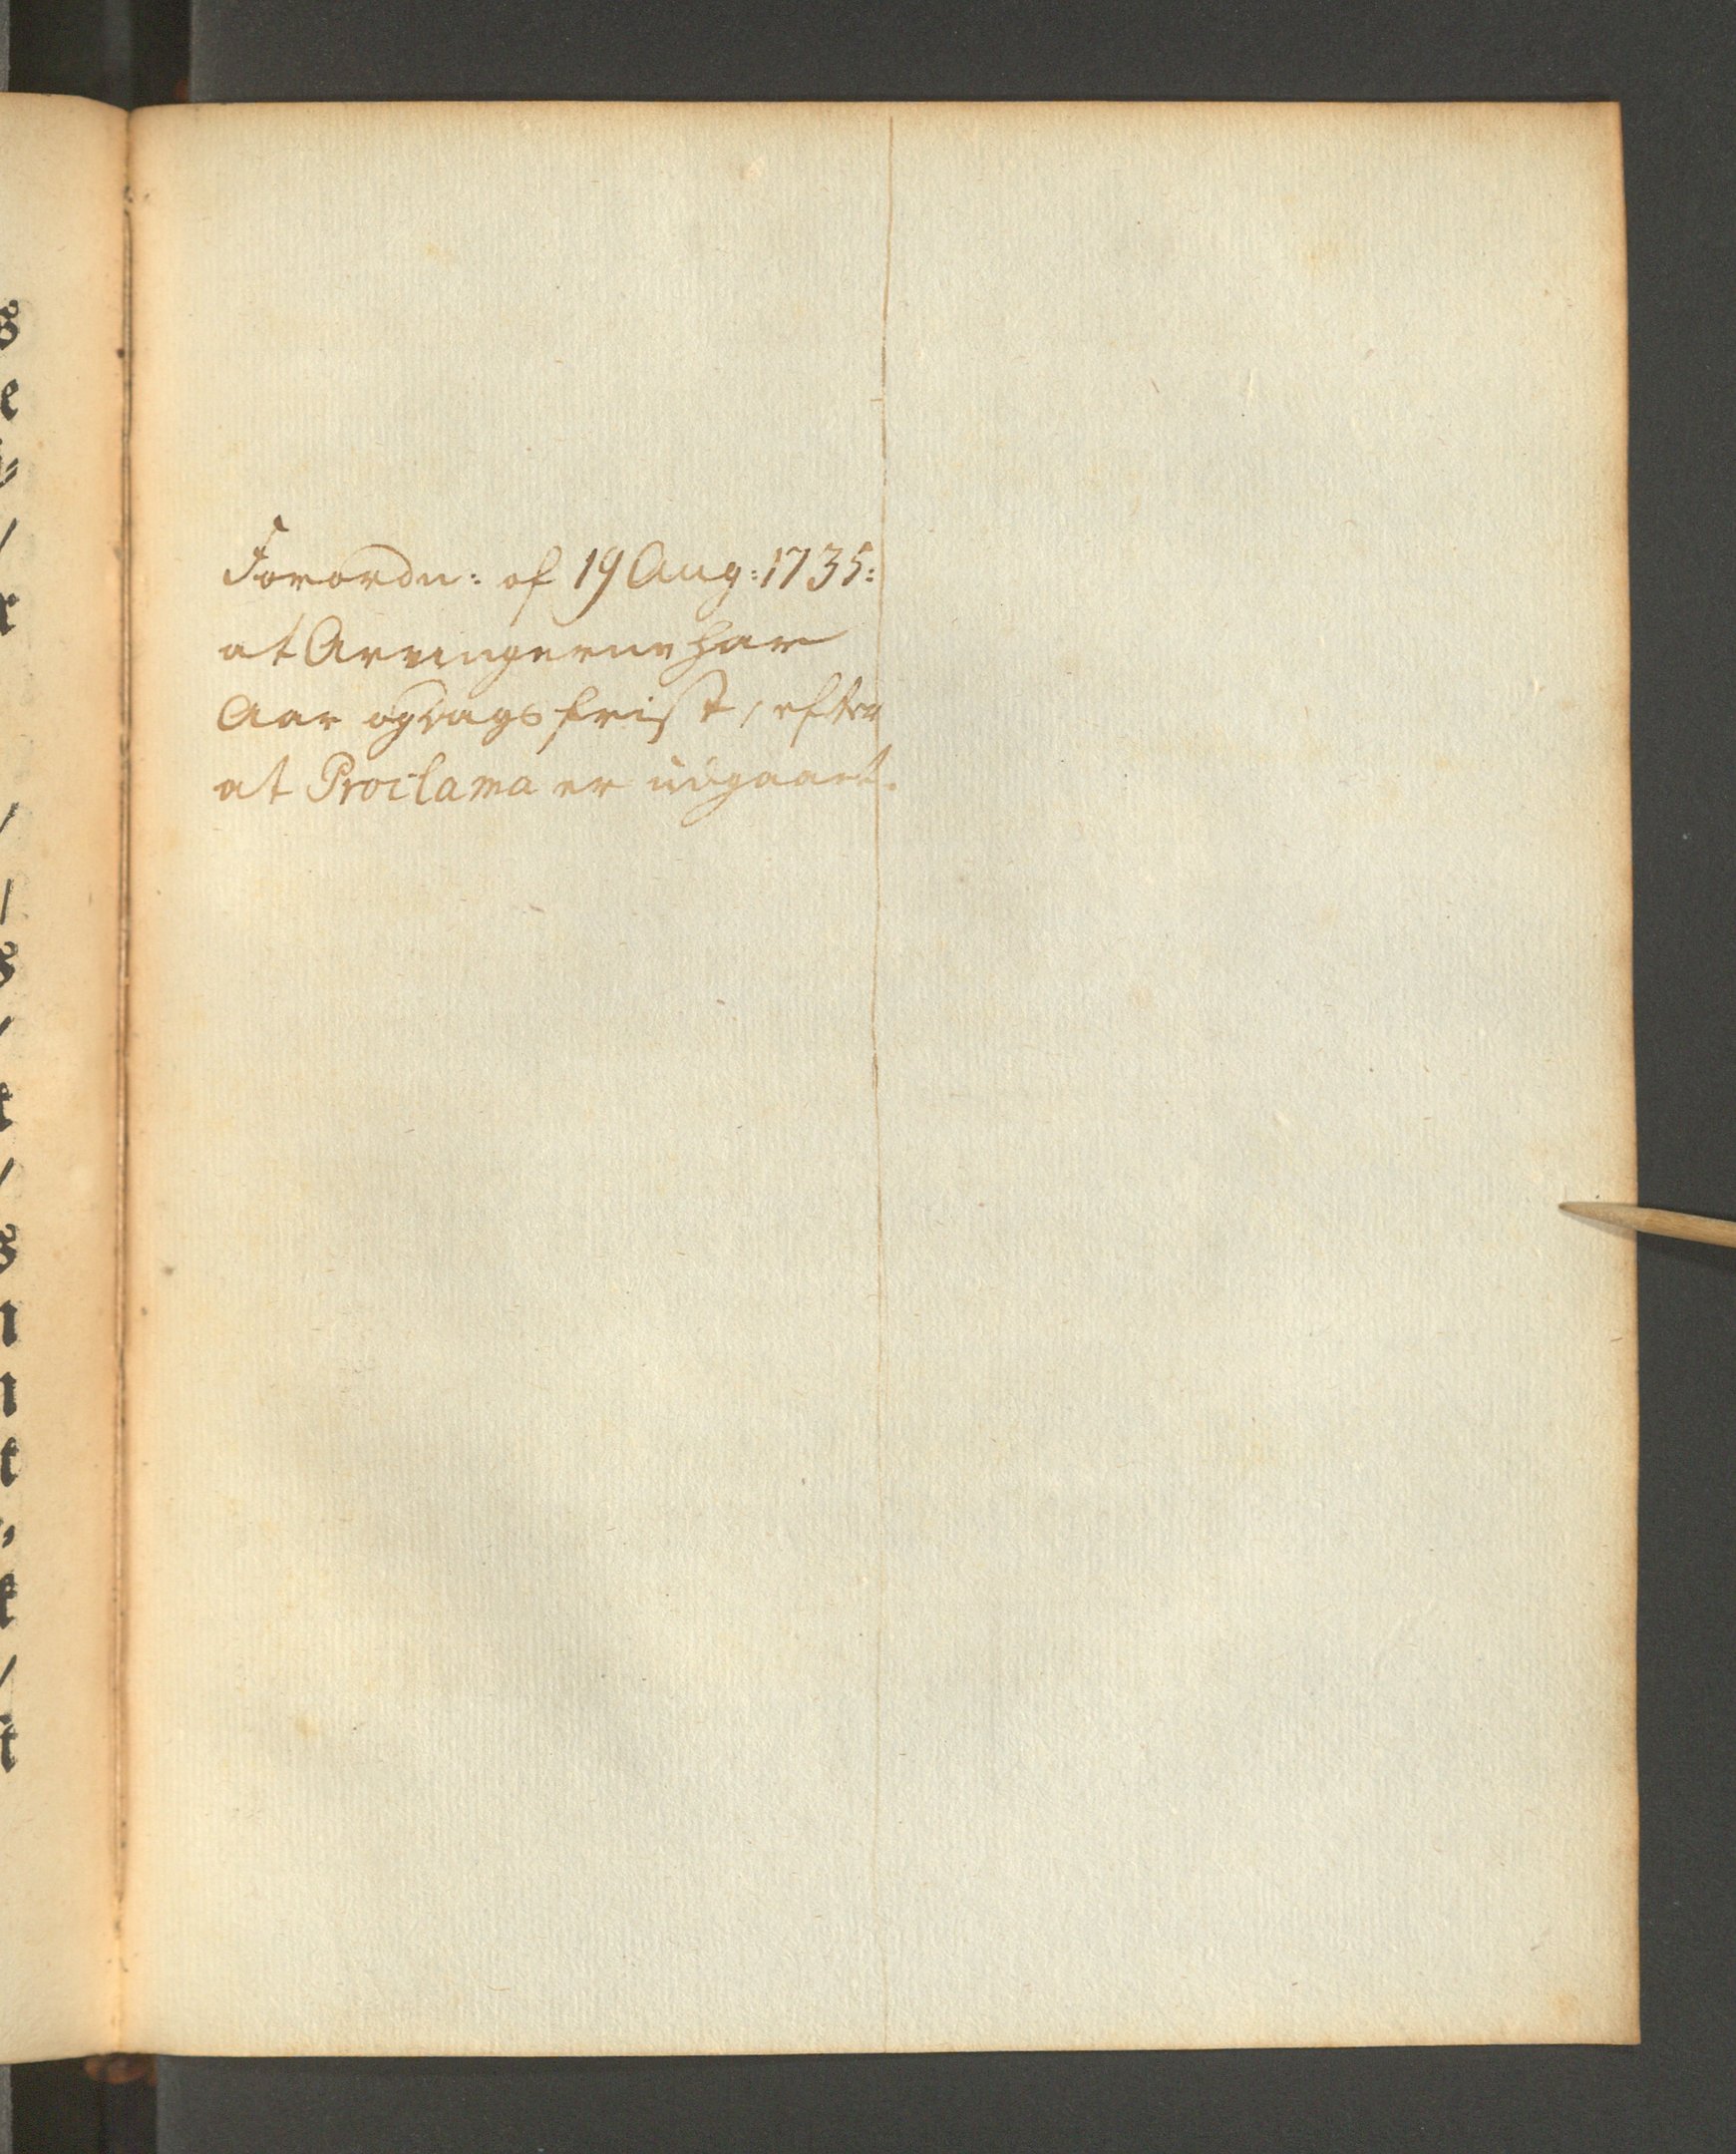 Forordn: af 19 Aug: 1735:
at Arvingerne har
Aar og Dags frist, efter
at Proclama er udgaaet.